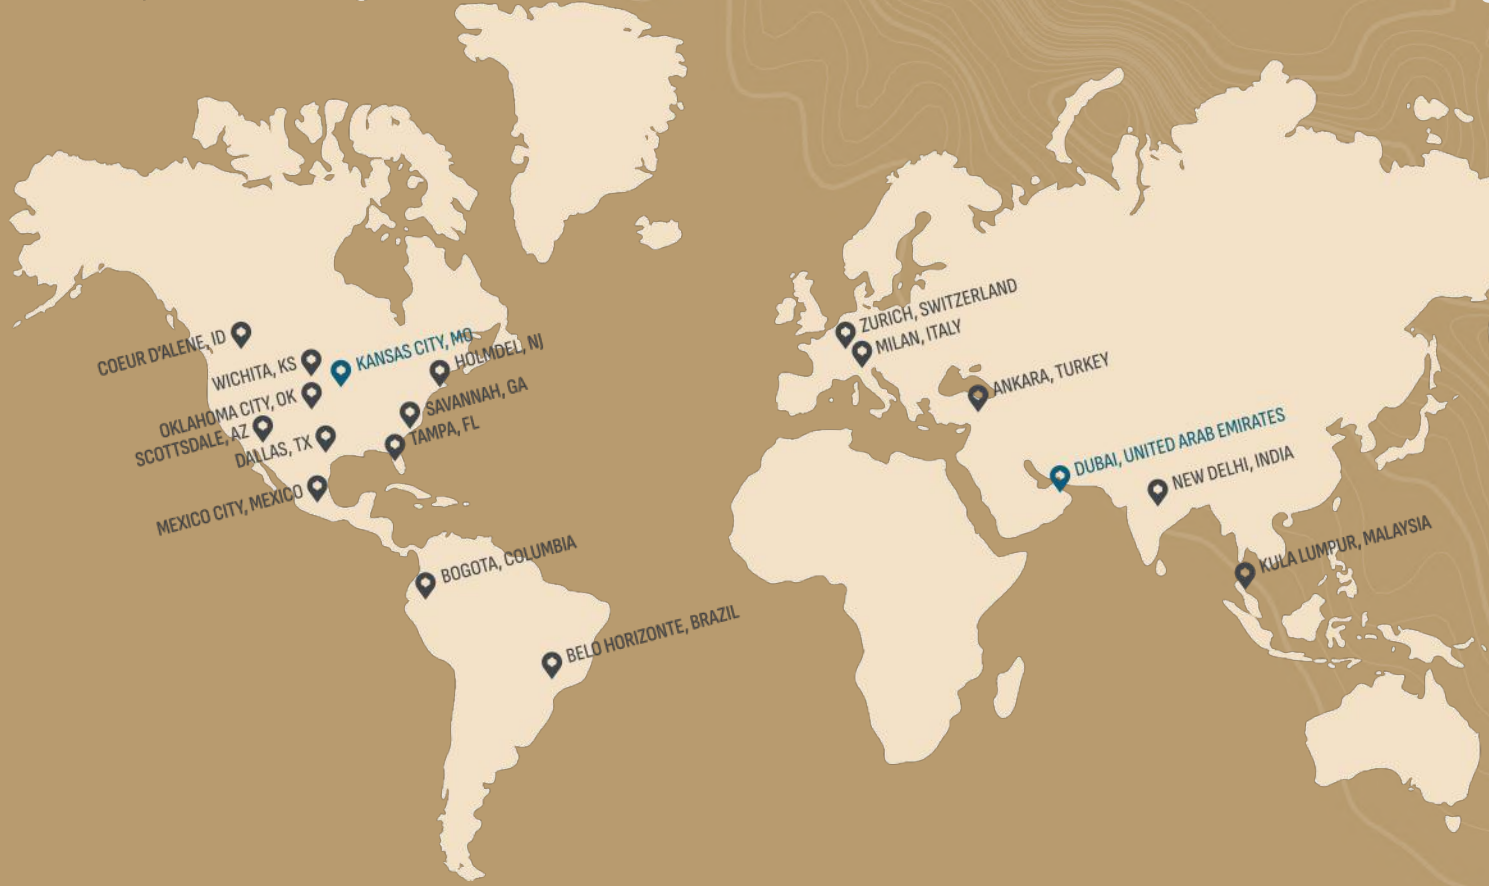 COEUR D'ALENE, ID
WICHITA, KS
KANSAS CITY, MO
HOLMDEL, NJ
OKLAHOMA CITY, OK
SCOTTSDALE, AZ
DALLAS, TX
SAVANNAH, GA
TAMPA, FL
MEXICO CITY, MEXICO
BOGOTA, COLUMBIA
BELO HORIZONTE, BRAZIL
ZURICH, SWITZERLAND
MILAN, ITALY
ANKARA, TURKEY
DUBAI, UNITED ARAB EMIRATES
NEW DELHI, INDIA
KULA LUMPUR, MALAYSIA